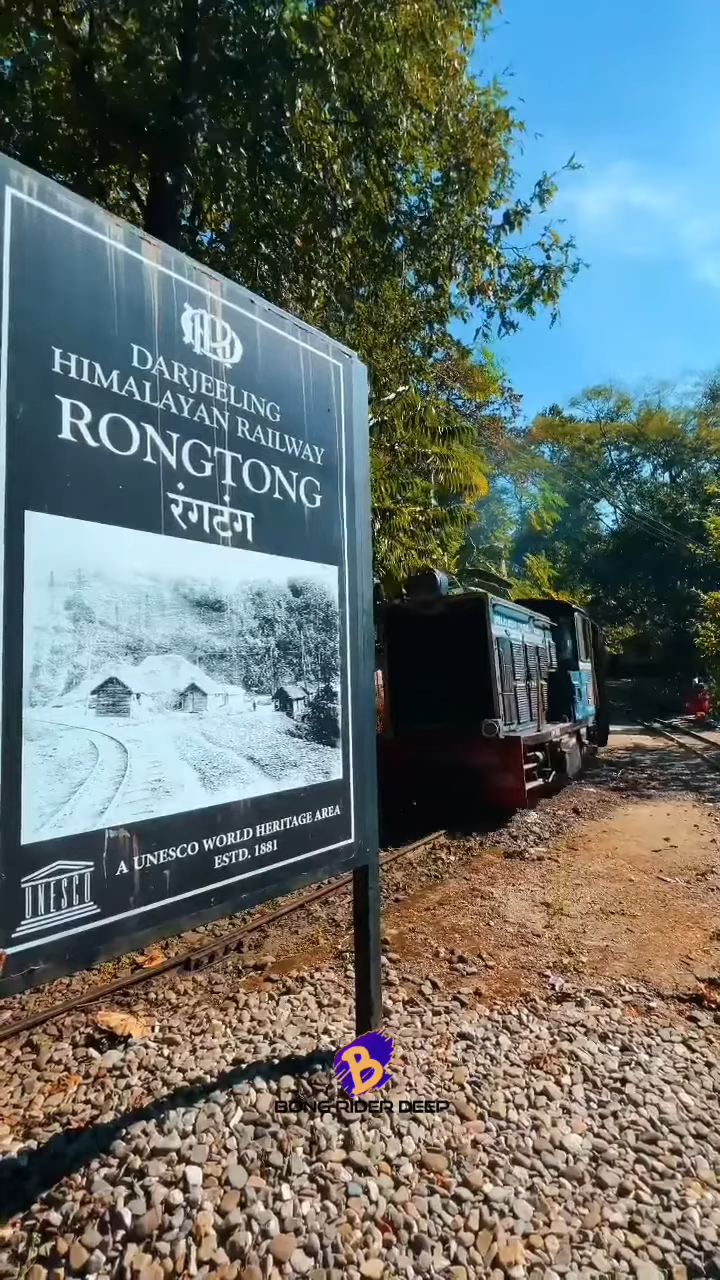 DHR
DARJEELING
HIMALAYAN RAILWAY
RONGTONG
रंगटंग
A UNESCO WORLD HERITAGE AREA
ESTD. 1881
UNESCO
B
BONG RIDER DEEP